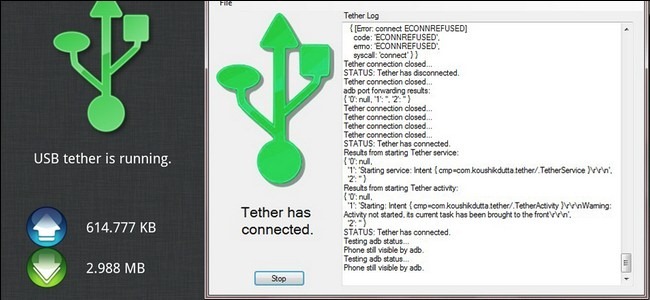 USB tether is running.
614.777 KB
2.988 MB
File
Tether has
connected.
Stop
Tether Log
{ [Error: connect ECONNREFUSED]
code: 'ECONNREFUSED',
errno: 'ECONNREFUSED',
syscall: 'connect' } }
Tether connection closed...
STATUS: Tether has disconnected.
Tether connection closed...
adb port forwarding results:
{ '0': null, '1': '', '2': '' }
Tether connection closed...
Tether connection closed...
Tether connection closed...
Tether connection closed...
STATUS: Tether has connected.
Results from starting Tether service:
{ '0': null,
'1': 'Starting service: Intent { cmp=com.koushikdutta.tether/.TetherService }\r\r\n',
'2': '' }
Results from starting Tether activity:
{ '0': null,
'1': 'Starting: Intent { cmp=com.koushikdutta.tether/.TetherActivity }\r\r\nWarning:
Activity not started, its current task has been brought to the front\r\r\n',
'2': '' }
STATUS: Tether has connected.
Testing adb status...
Phone still visible by adb.
Testing adb status...
Phone still visible by adb.